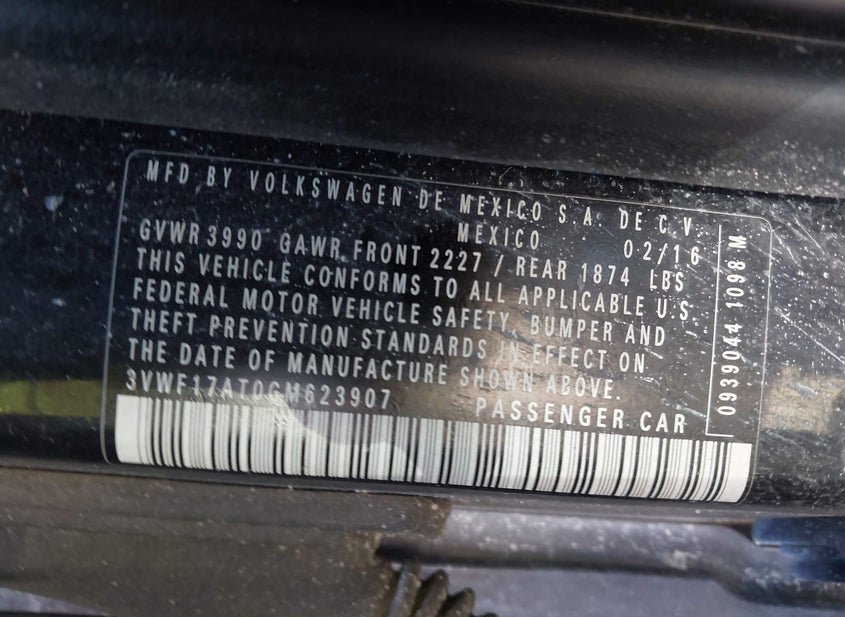 MFD BY VOLKSWAGEN DE MEXICO S.A. DE C.V.
MEXICO 02/16
GVWR 3990 GAWR FRONT 2227 / REAR 1874 LBS
THIS VEHICLE CONFORMS TO ALL APPLICABLE U.S
FEDERAL MOTOR VEHICLE SAFETY, BUMPER AND
THEFT PREVENTION STANDARDS IN EFFECT ON
THE DATE OF MANUFACTURE SHOWN ABOVE.
3VWF17AT0GM623907 PASSENGER CAR
0939044 1098 M